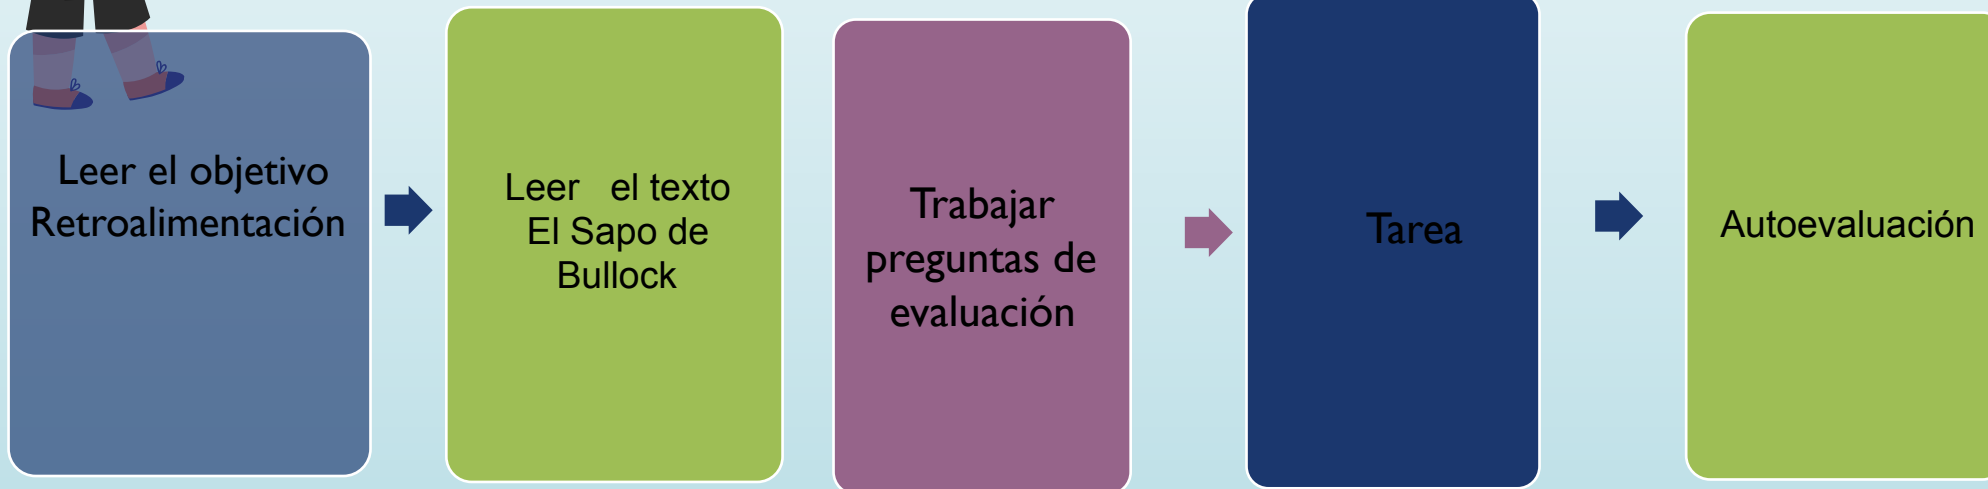 Leer el objetivo
Retroalimentación
Leer   el texto
El Sapo de
Bullock
Trabajar
preguntas de
evaluación
Tarea
Autoevaluación